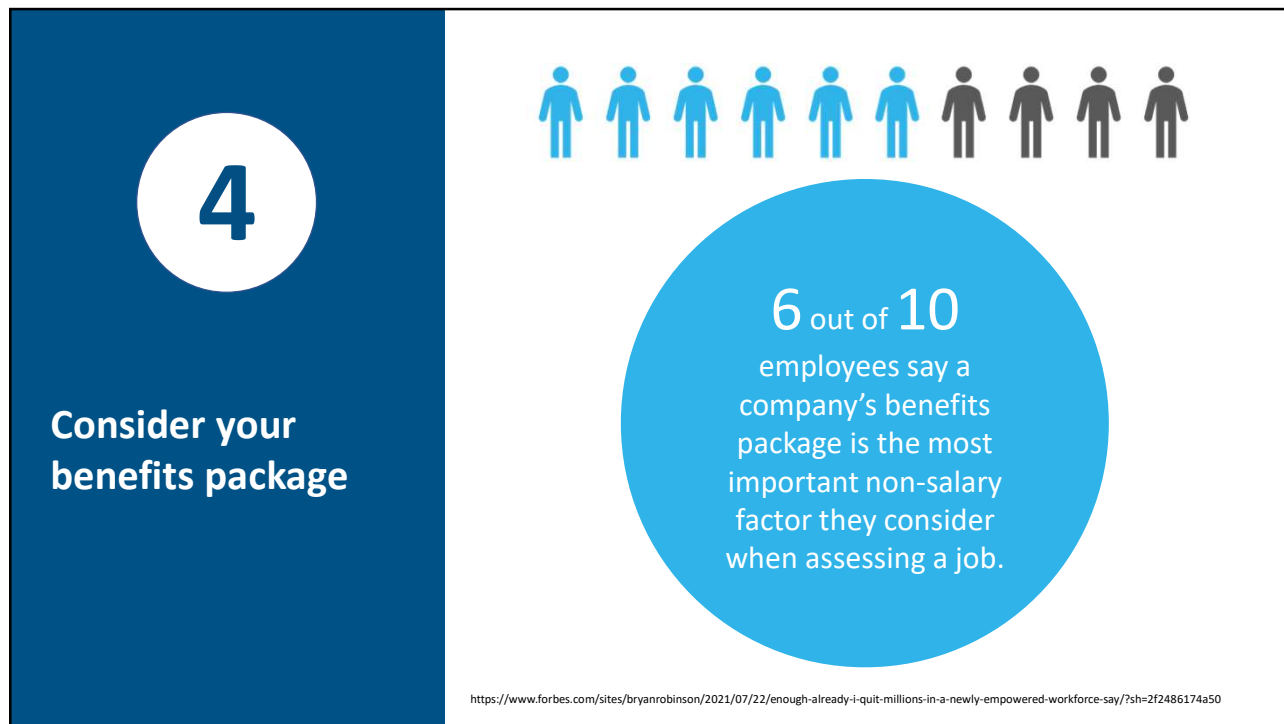 4
Consider your
benefits package
6 out of 10
employees say a
company’s benefits
package is the most
important non-salary
factor they consider
when assessing a job.
https://www.forbes.com/sites/bryanrobinson/2021/07/22/enough-already-i-quit-millions-in-a-newly-empowered-workforce-say/?sh=2f2486174a50